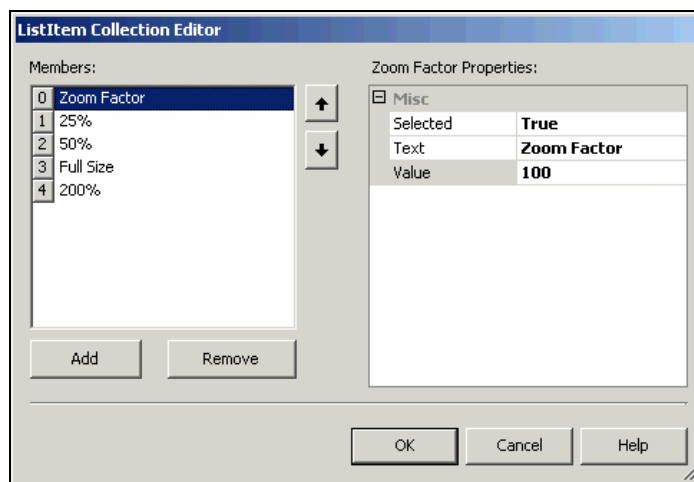 ListItem Collection Editor
Members:
0 Zoom Factor
1 25%
2 50%
3 Full Size
4 200%
Add
Remove
Zoom Factor Properties:
Misc
Selected True
Text Zoom Factor
Value 100
OK
Cancel
Help